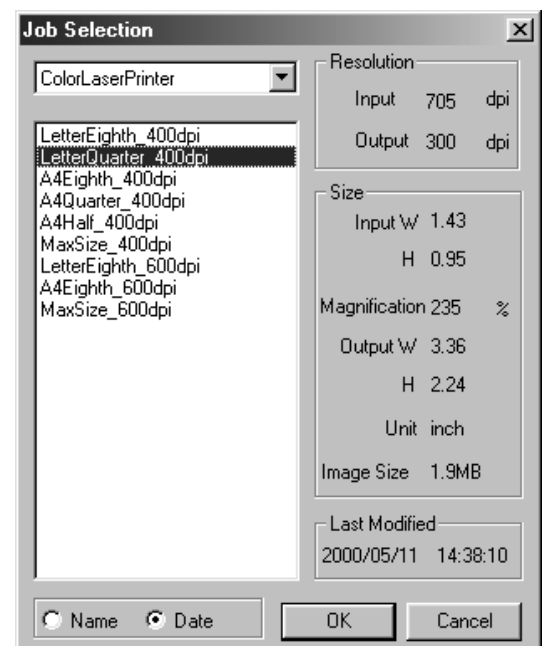 Job Selection
ColorLaserPrinter
LetterEighth_400dpi
LetterQuarter_400dpi
A4Eighth_400dpi
A4Quarter_400dpi
A4Half_400dpi
MaxSize_400dpi
LetterEighth_600dpi
A4Eighth_600dpi
MaxSize_600dpi
Name Date
Resolution
Input 705 dpi
Output 300 dpi
Size
Input W 1.43
H 0.95
Magnification 235 %
Output W 3.36
H 2.24
Unit inch
Image Size 1.9MB
Last Modified
2000/05/11 14:38:10
OK Cancel